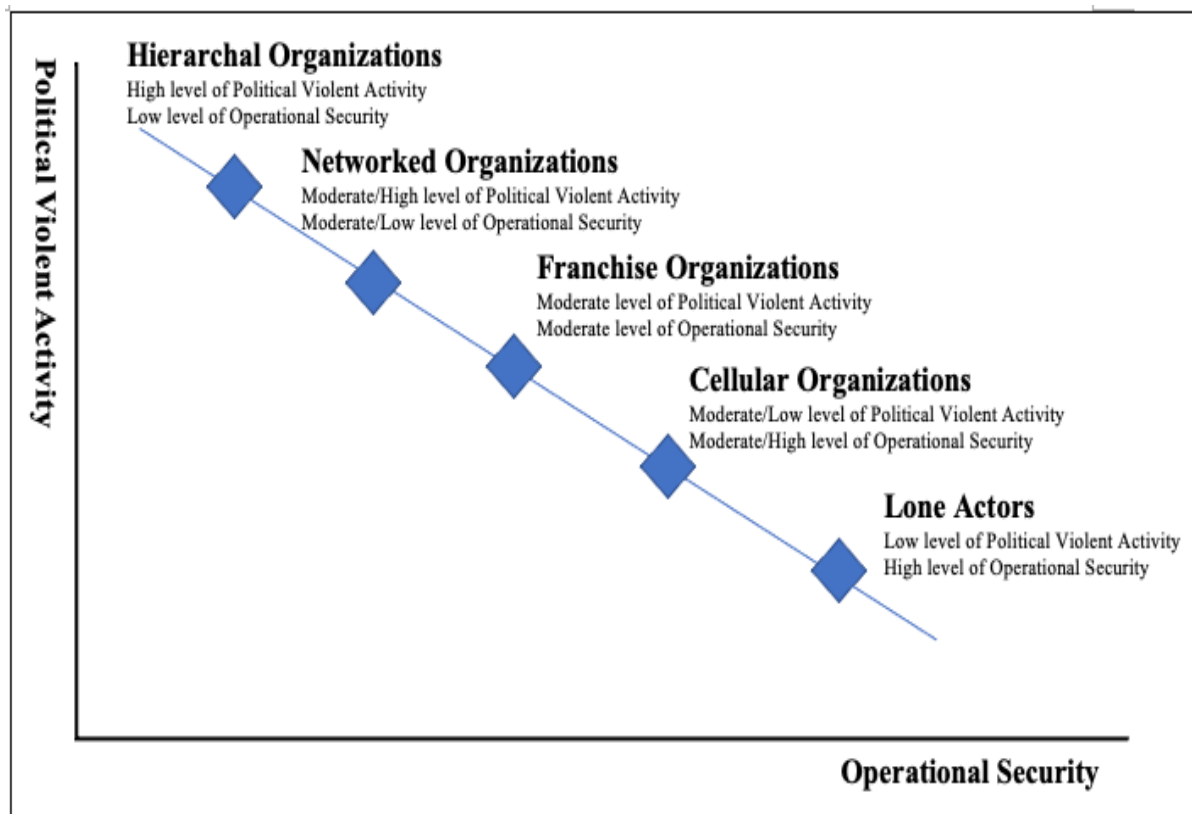 Political Violent Activity
Hierarchal Organizations
High level of Political Violent Activity
Low level of Operational Security
Networked Organizations
Moderate/High level of Political Violent Activity
Moderate/Low level of Operational Security
Franchise Organizations
Moderate level of Political Violent Activity
Moderate level of Operational Security
Cellular Organizations
Moderate/Low level of Political Violent Activity
Moderate/High level of Operational Security
Lone Actors
Low level of Political Violent Activity
High level of Operational Security
Operational Security